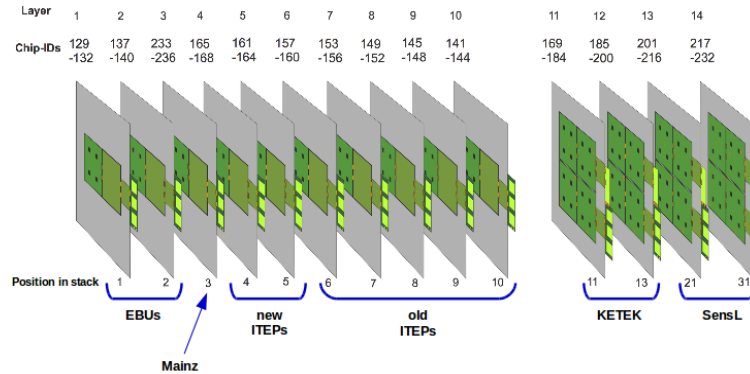 Layer 1 2 3 4 5 6 7 8 9 10 11 12 13 14
Chip-IDs 129 137 233 165 161 157 153 149 145 141 169 185 201 217
-132 -140 -236 -168 -164 -160 -156 -152 -148 -144 -184 -200 -216 -232
Position in stack 1 2 3 4 5 6 7 8 9 10 11 13 21 31
EBUs new old KETEK SensL
ITEPs ITEPs
Mainz